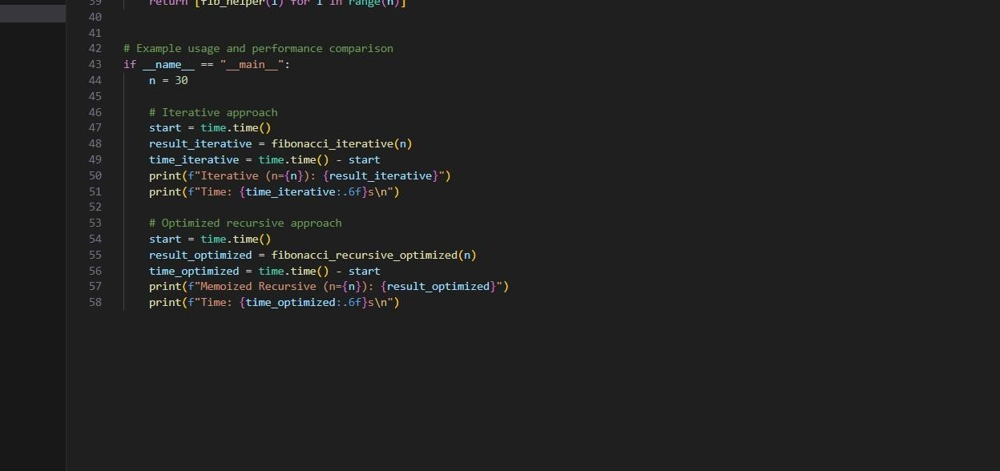 39 return [fib_helper(i) for i in range(n)]
40
41
42 # Example usage and performance comparison
43 if __name__ == "__main__":
44 n = 30
45
46 # Iterative approach
47 start = time.time()
48 result_iterative = fibonacci_iterative(n)
49 time_iterative = time.time() - start
50 print(f"Iterative (n={n}): {result_iterative}")
51 print(f"Time: {time_iterative:.6f}s\n")
52
53 # Optimized recursive approach
54 start = time.time()
55 result_optimized = fibonacci_recursive_optimized(n)
56 time_optimized = time.time() - start
57 print(f"Memoized Recursive (n={n}): {result_optimized}")
58 print(f"Time: {time_optimized:.6f}s\n")